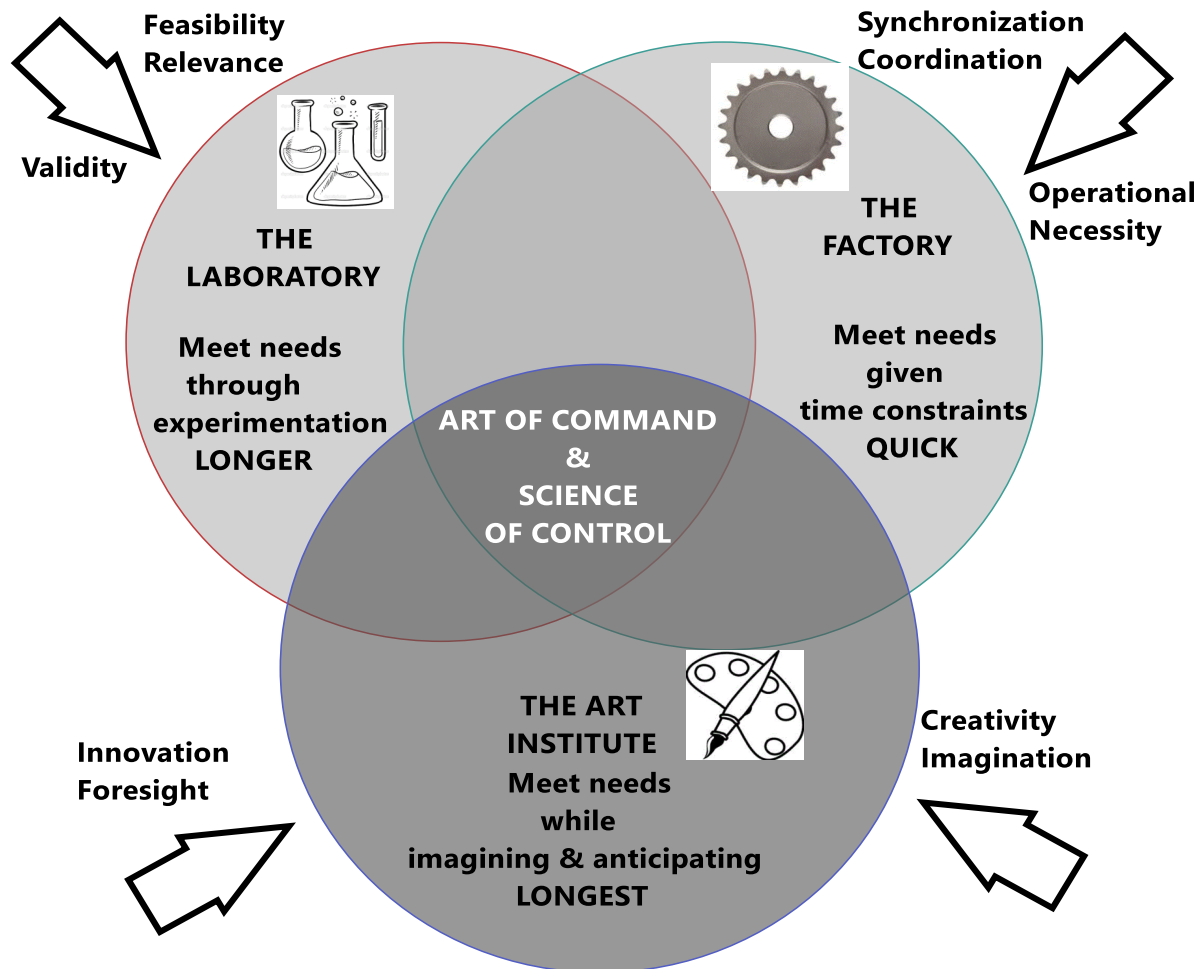 Feasibility
Relevance
Validity
Synchronization
Coordination
Operational
Necessity
THE
LABORATORY
Meet needs
through
experimentation
LONGER
THE
FACTORY
Meet needs
given
time constraints
QUICK
ART OF COMMAND
&
SCIENCE
OF CONTROL
THE ART
INSTITUTE
Meet needs
while
imagining & anticipating
LONGEST
Innovation
Foresight
Creativity
Imagination